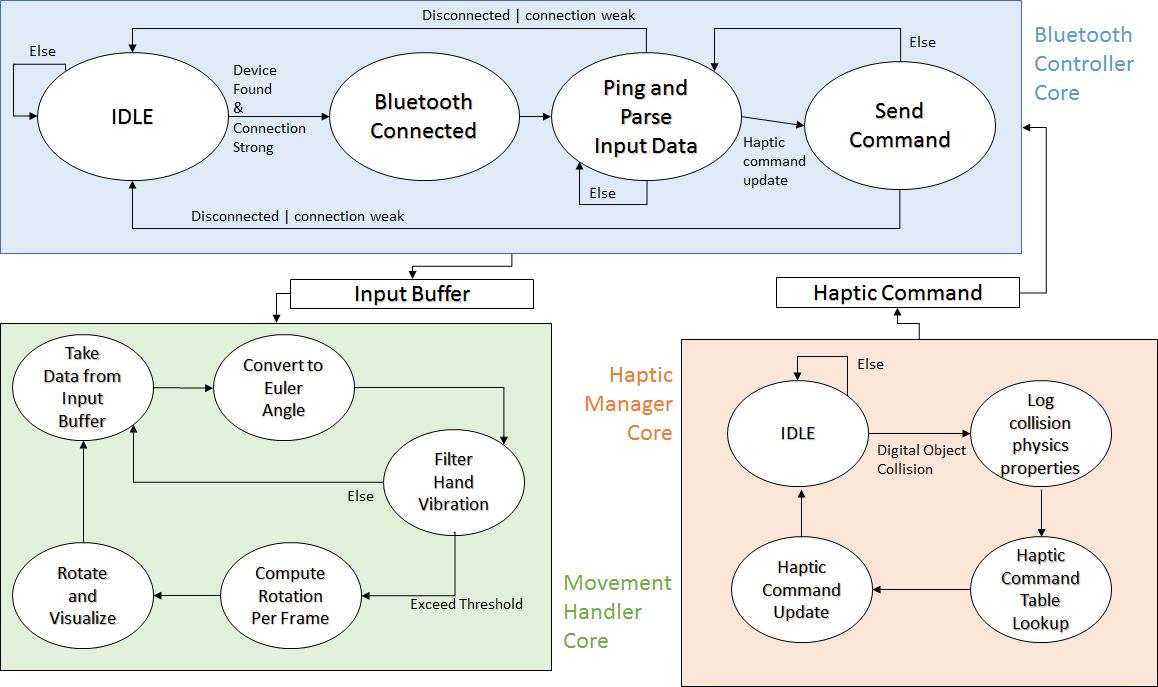 Disconnected | connection weak
Else
Device
Found
&
Connection
Strong
IDLE
Bluetooth
Connected
Ping and
Parse
Input Data
Else
Haptic
command
update
Else
Send
Command
Disconnected | connection weak
Bluetooth
Controller
Core
Input Buffer
Haptic Command
Take
Data from
Input
Buffer
Convert to
Euler
Angle
Filter
Hand
Vibration
Else
Exceed Threshold
Compute
Rotation
Per Frame
Rotate
and
Visualize
Movement
Handler
Core
Haptic
Manager
Core
Else
IDLE
Digital Object
Collision
Log
collision
physics
properties
Haptic
Command
Table
Lookup
Haptic
Command
Update